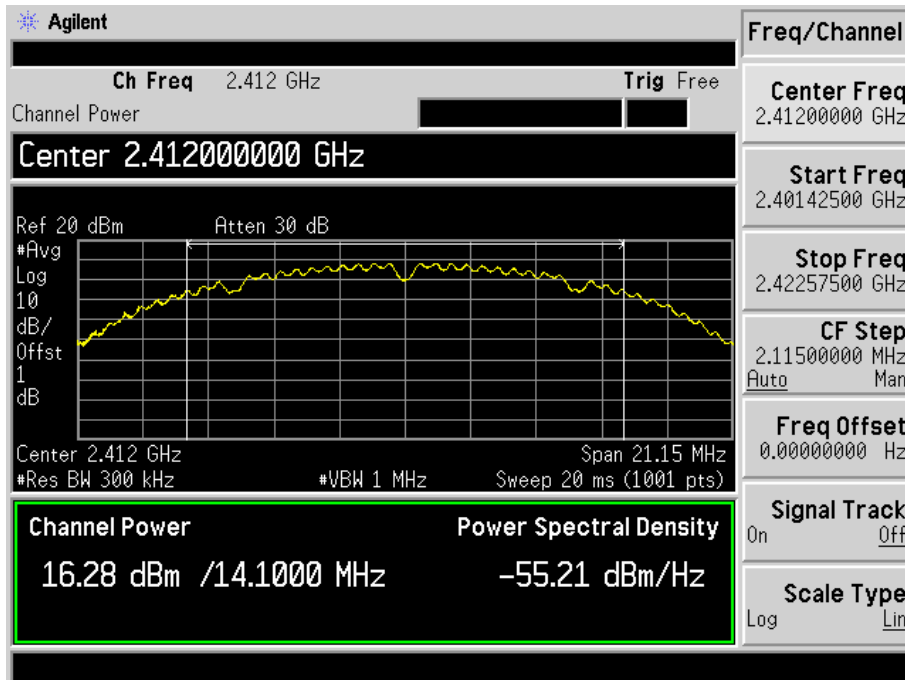 Agilent
Freq/Channel
Ch Freq 2.412 GHz Trig Free
Channel Power
Center 2.412000000 GHz
Ref 20 dBm Atten 30 dB
#Avg
Log
10
dB/
Offst
1
dB
Center 2.412 GHz Span 21.15 MHz
#Res BW 300 kHz #VBW 1 MHz Sweep 20 ms (1001 pts)
Channel Power Power Spectral Density
16.28 dBm /14.1000 MHz -55.21 dBm/Hz
Center Freq
2.41200000 GHz
Start Freq
2.40142500 GHz
Stop Freq
2.42257500 GHz
CF Step
2.11500000 MHz
Auto Man
Freq Offset
0.00000000 Hz
Signal Track
On Off
Scale Type
Log Lin